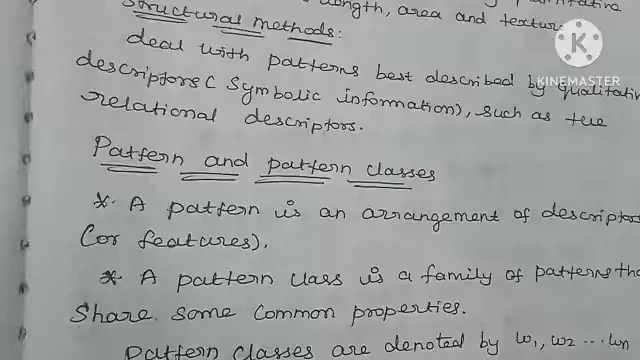 length, area and texture
Structural methods:
deal with patterns best described by qualitative
descriptors ( Symbolic information), such as the
relational descriptors.
Pattern and pattern classes
* A pattern is an arrangement of descriptors
(or features).
* A pattern class is a family of patterns tha
Share some common properties.
Pattern classes are denoted by ω1, ω2 ... ωn
KINEMASTER